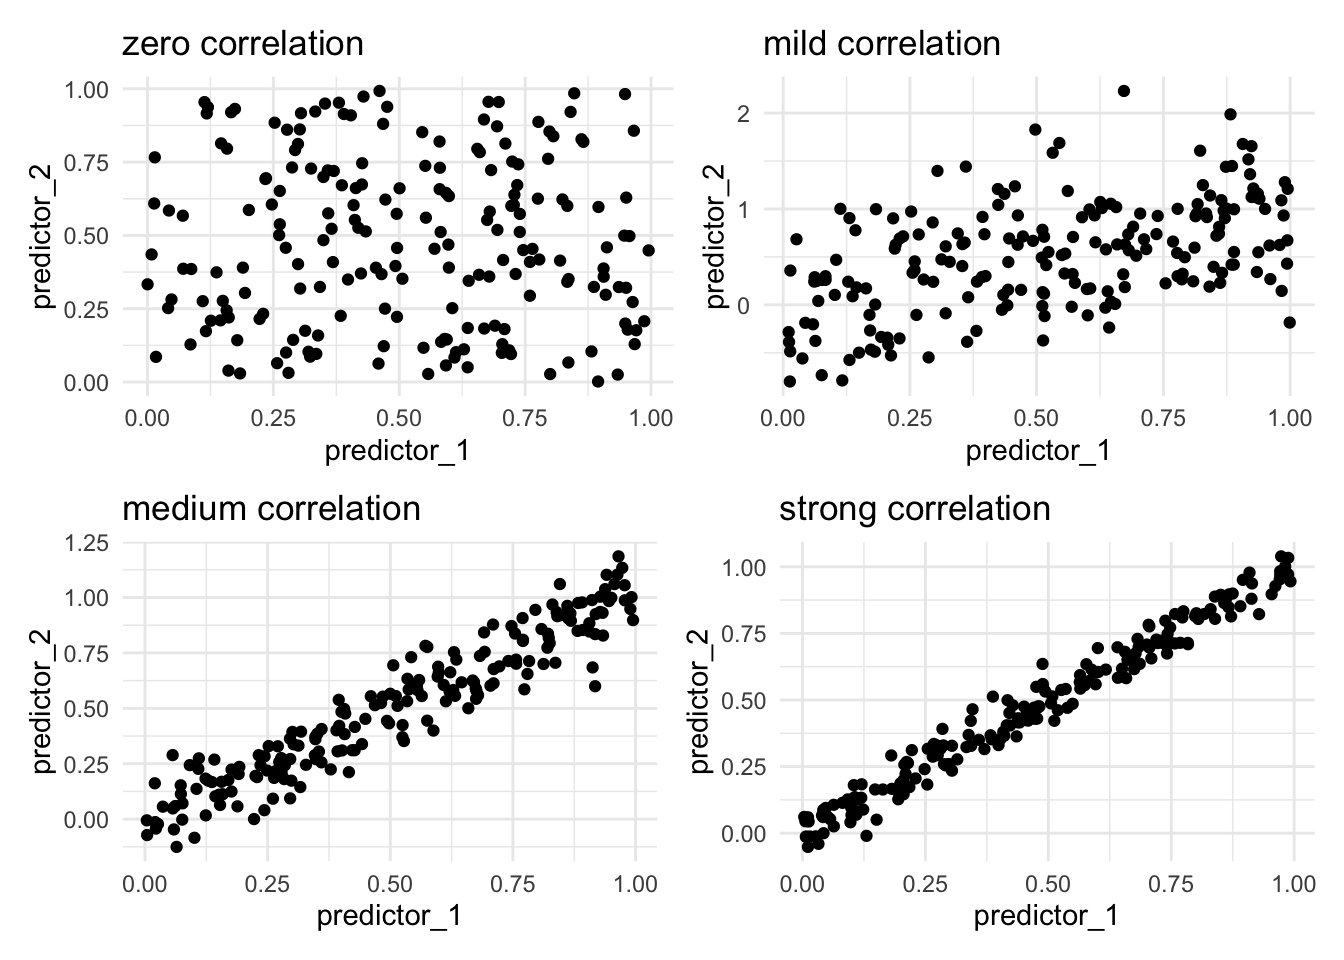 zero correlation
1.00
0.75
0.50
0.25
0.00
predictor_2
0.00 0.25 0.50 0.75 1.00
predictor_1
mild correlation
2
1
0
predictor_2
0.00 0.25 0.50 0.75 1.00
predictor_1
medium correlation
1.25
1.00
0.75
0.50
0.25
0.00
predictor_2
0.00 0.25 0.50 0.75 1.00
predictor_1
strong correlation
1.00
0.75
0.50
0.25
0.00
predictor_2
0.00 0.25 0.50 0.75 1.00
predictor_1